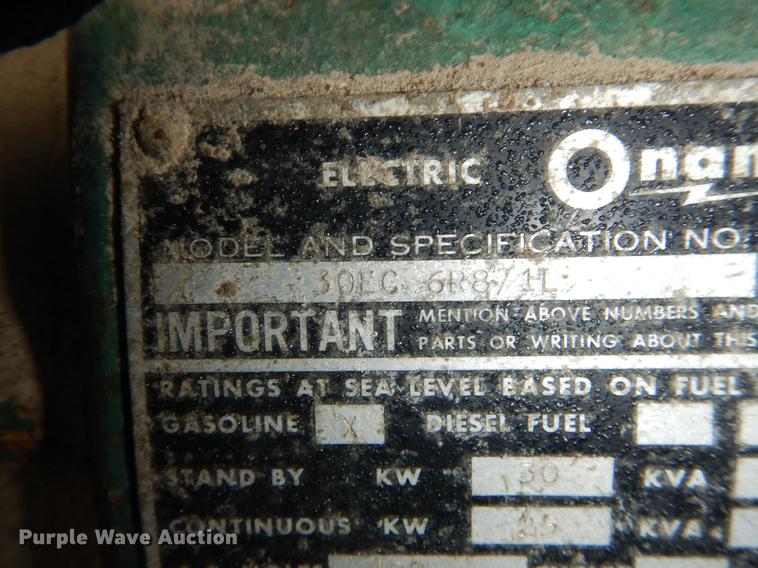 ELECTRIC Onan
MODEL AND SPECIFICATION NO.
30EC 6R8/1L
IMPORTANT MENTION ABOVE NUMBERS AND
PARTS OR WRITING ABOUT THIS
RATINGS AT SEA LEVEL BASED ON FUEL
GASOLINE X DIESEL FUEL
STAND BY KW 30 KVA
CONTINUOUS KW 25 KVA
Purple Wave Auction